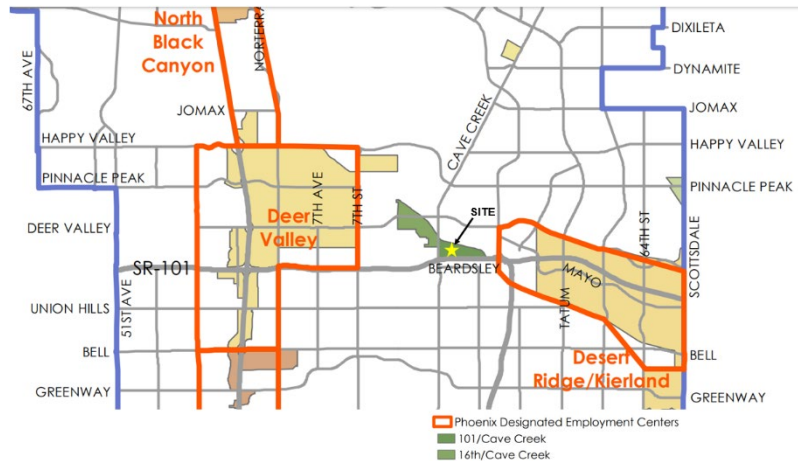 North
Black
Canyon
NORTERRA
DIXILETA
67TH AVE
DYNAMITE
JOMAX
JOMAX
CAVE CREEK
HAPPY VALLEY
HAPPY VALLEY
PINNACLE PEAK
PINNACLE PEAK
7TH AVE
7TH ST
SITE
64TH ST
DEER VALLEY
Deer
Valley
SCOTTSDALE
SR-101
BEARDSLEY
MAYO
51ST AVE
UNION HILLS
TATUM
BELL
BELL
Desert
Ridge/Kierland
GREENWAY
GREENWAY
Phoenix Designated Employment Centers
101/Cave Creek
16th/Cave Creek